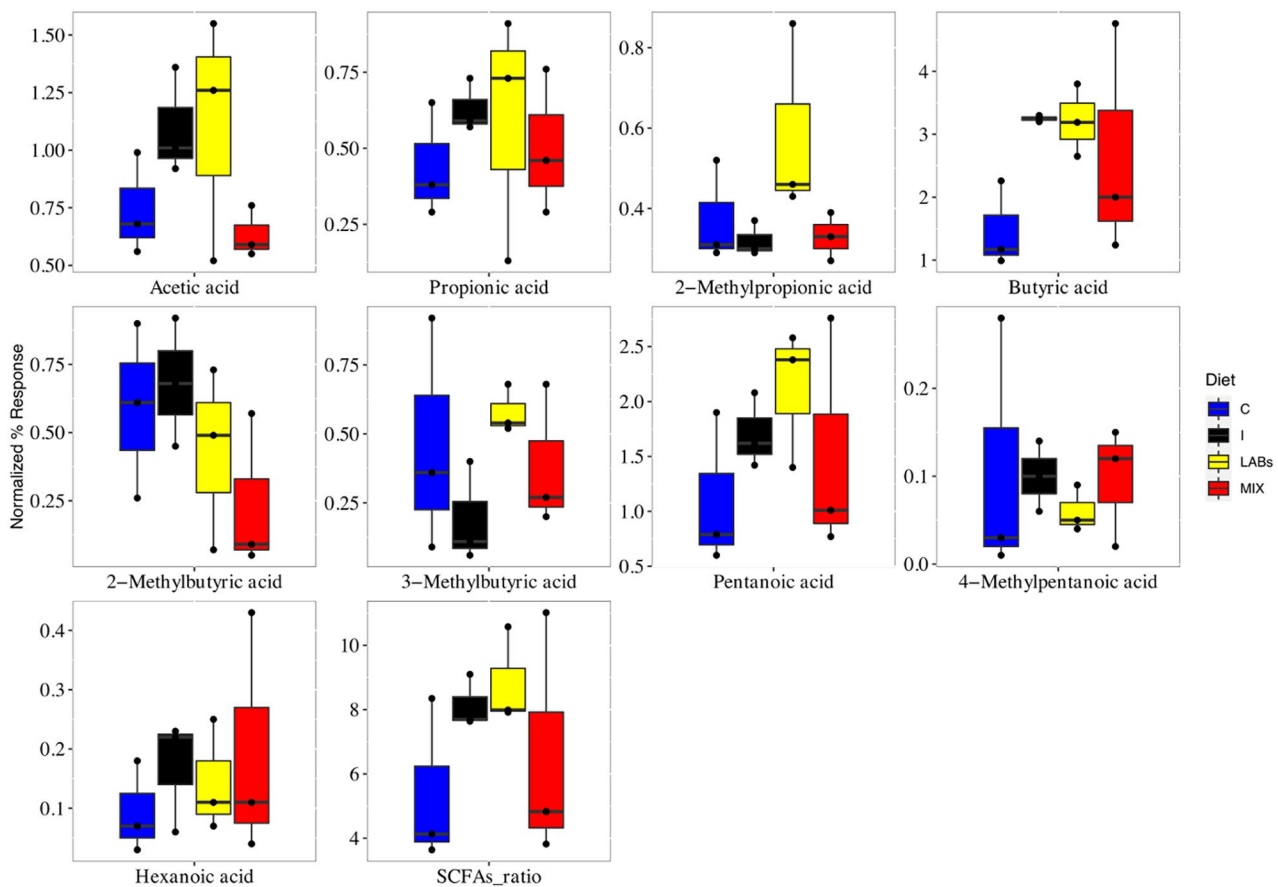 1.50
1.25
1.00
0.75
0.50
Acetic acid
0.75
0.50
0.25
Propionic acid
0.8
0.6
0.4
2−Methylpropionic acid
4
3
2
1
Butyric acid
Normalized % Response
0.75
0.50
0.25
2−Methylbutyric acid
0.75
0.50
0.25
3−Methylbutyric acid
2.5
2.0
1.5
1.0
0.5
Pentanoic acid
0.2
0.1
0.0
4−Methylpentanoic acid
Diet
C
I
LABs
MIX
0.4
0.3
0.2
0.1
Hexanoic acid
10
8
6
4
SCFAs_ratio